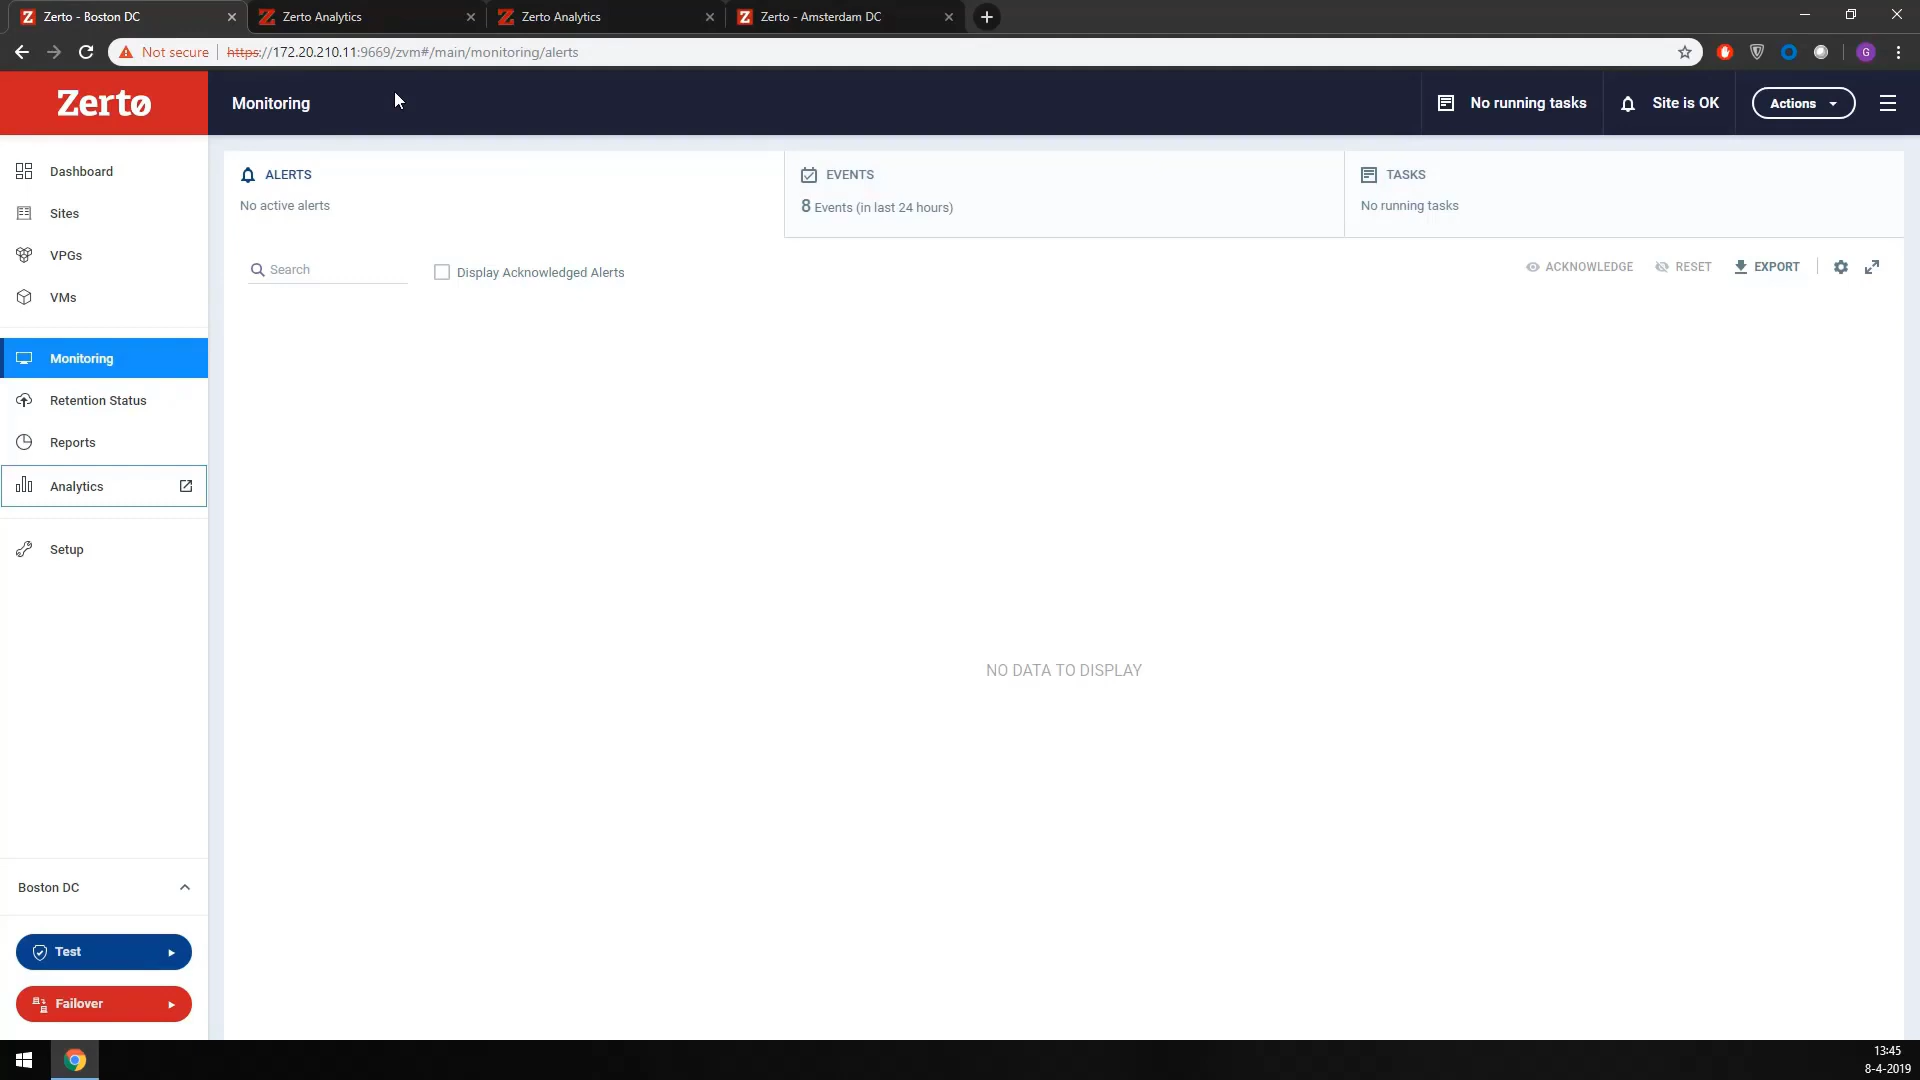 Zerto - Boston DC
Zerto Analytics
Zerto Analytics
Zerto - Amsterdam DC
Not secure
https://172.20.210.11:9669/zvm#/main/monitoring/alerts
G
Zerto
Monitoring
No running tasks
Site is OK
Actions
Dashboard
Sites
VPGs
VMs
Monitoring
Retention Status
Reports
Analytics
Setup
ALERTS
No active alerts
EVENTS
8 Events (in last 24 hours)
TASKS
No running tasks
Search
Display Acknowledged Alerts
ACKNOWLEDGE
RESET
EXPORT
NO DATA TO DISPLAY
Boston DC
Test
Failover
13:45
8-4-2019